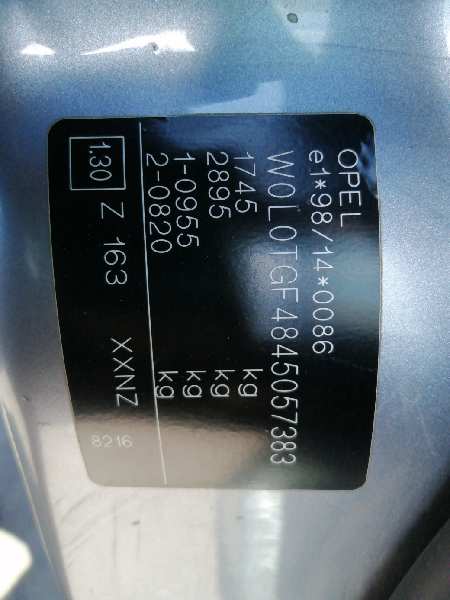 OPEL
e1*98/14*0086
W0L0TGF4845057383
1745 kg
2895 kg
1-0955 kg
2-0820 kg
1.30 Z 163 XXNZ 8216